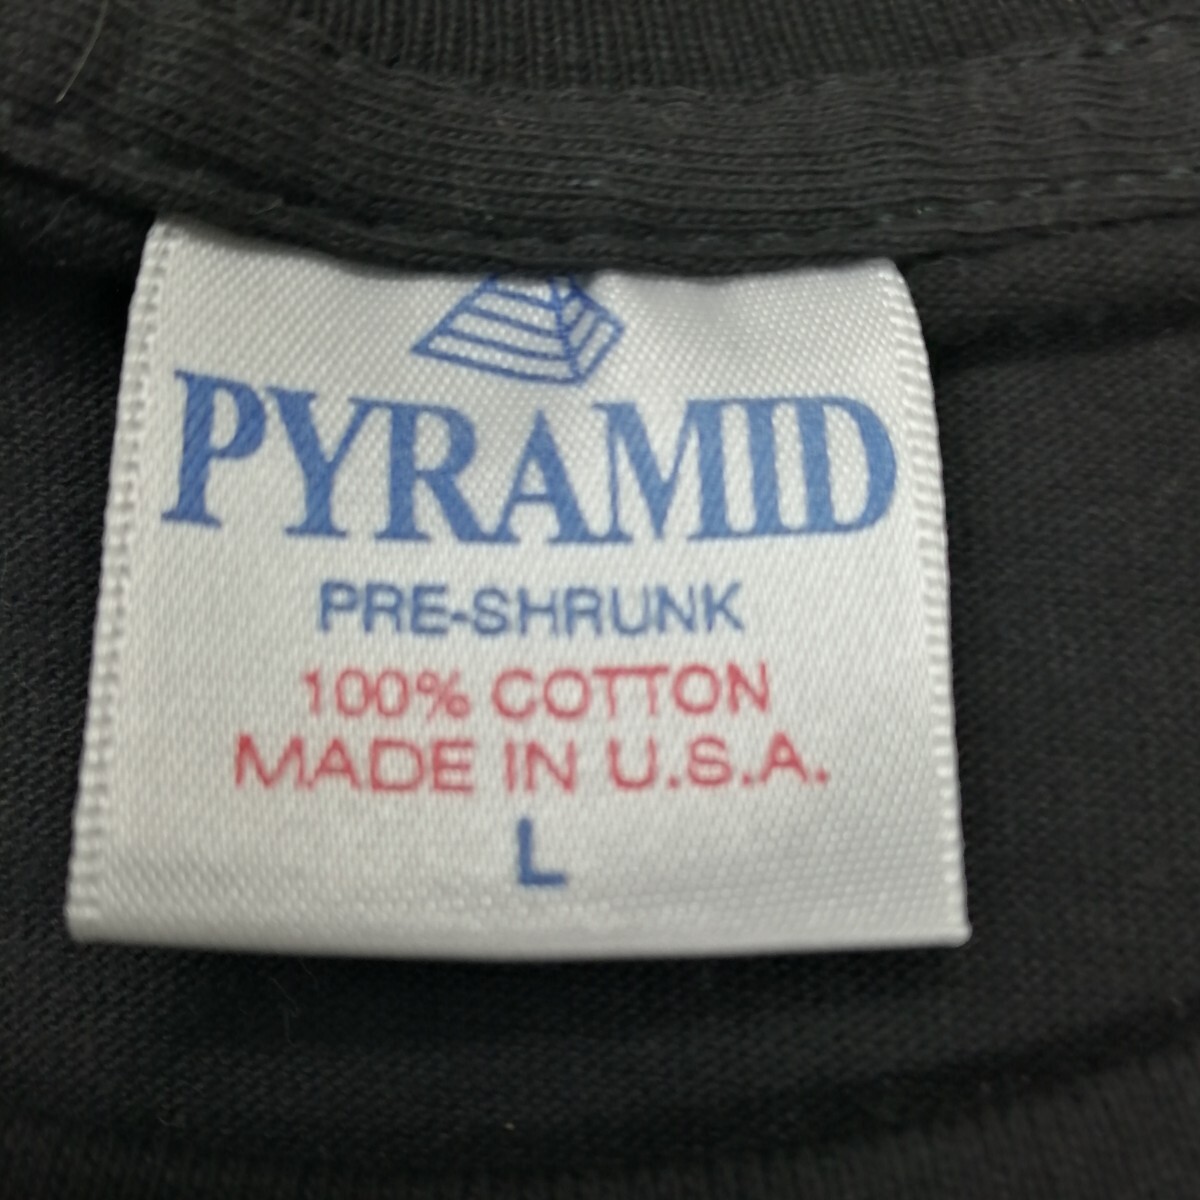 PYRAMID
PRE-SHRUNK
100% COTTON
MADE IN U.S.A.
L